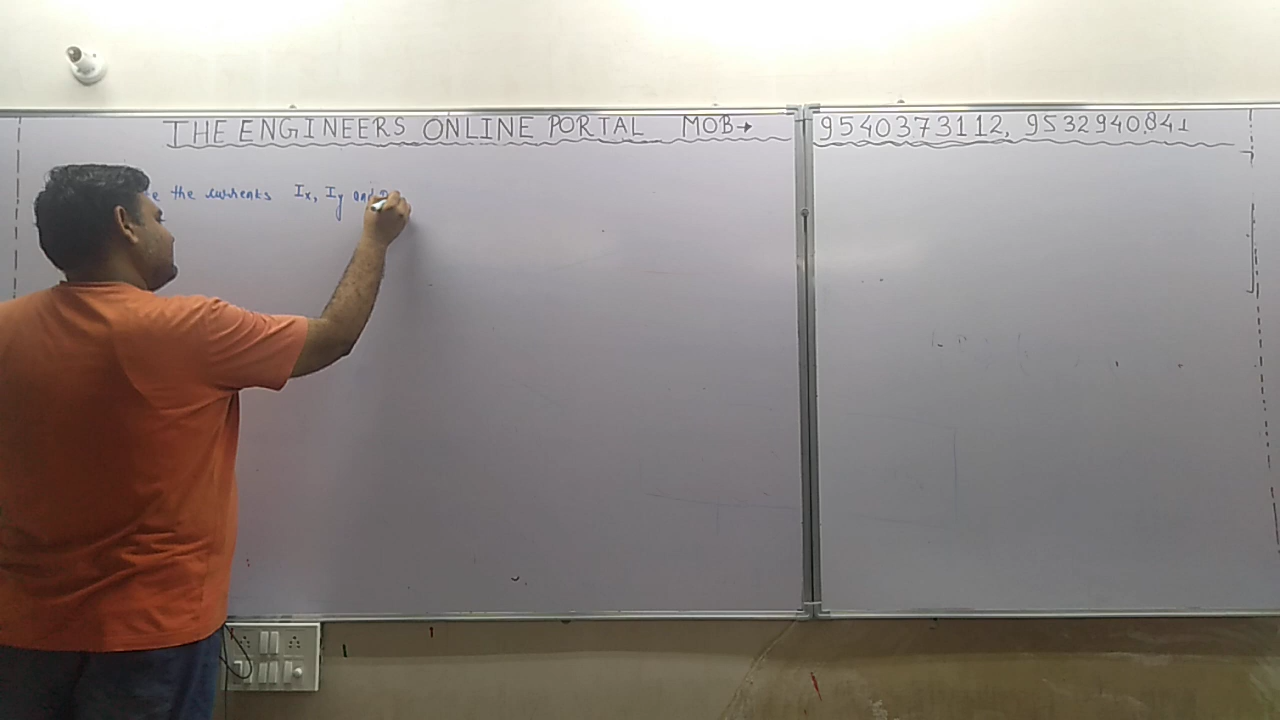 THE ENGINEERS ONLINE PORTAL MOB→ 9540373112, 9532940841
the currents Ix, Iy and